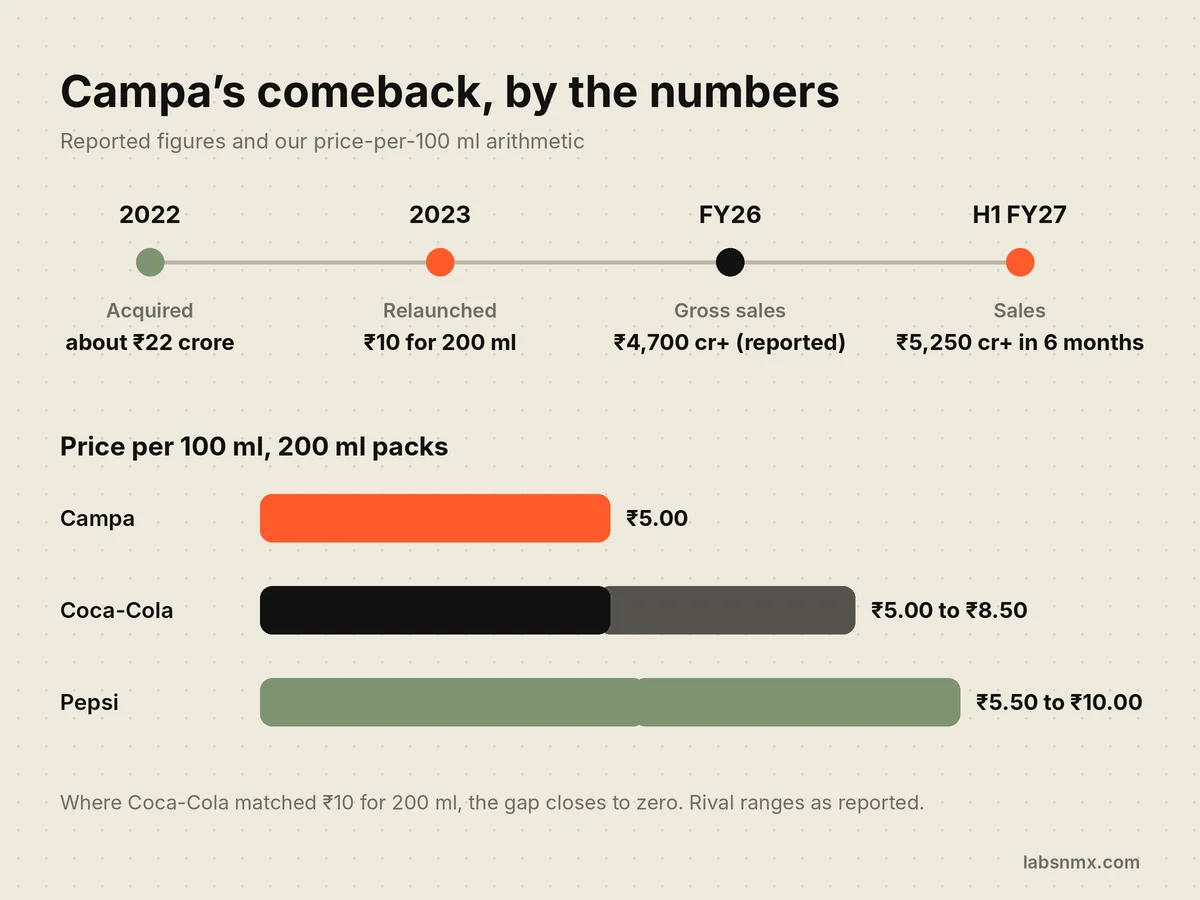 Campa’s comeback, by the numbers
Reported figures and our price-per-100 ml arithmetic
2022 2023 FY26 H1 FY27
Acquired Relaunched Gross sales Sales
about ₹22 crore ₹10 for 200 ml ₹4,700 cr+ (reported) ₹5,250 cr+ in 6 months
Price per 100 ml, 200 ml packs
Campa ₹5.00
Coca-Cola ₹5.00 to ₹8.50
Pepsi ₹5.50 to ₹10.00
Where Coca-Cola matched ₹10 for 200 ml, the gap closes to zero. Rival ranges as reported.
labsnmx.com